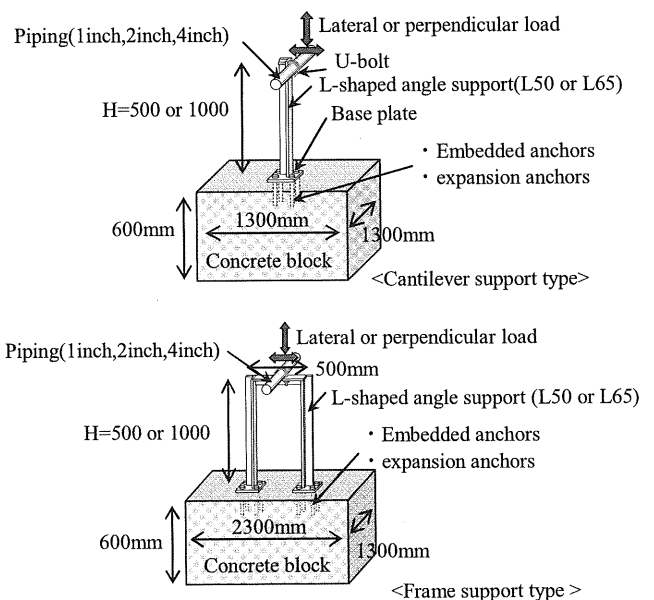 Lateral or perpendicular load
Piping(1inch,2inch,4inch)
U-bolt
L-shaped angle support(L50 or L65)
H=500 or 1000
Base plate
・Embedded anchors
・expansion anchors
600mm
1300mm
1300mm
Concrete block
<Cantilever support type>
Lateral or perpendicular load
Piping(1inch,2inch,4inch)
500mm
L-shaped angle support (L50 or L65)
H=500 or 1000
・Embedded anchors
・expansion anchors
600mm
2300mm
1300mm
Concrete block
<Frame support type >